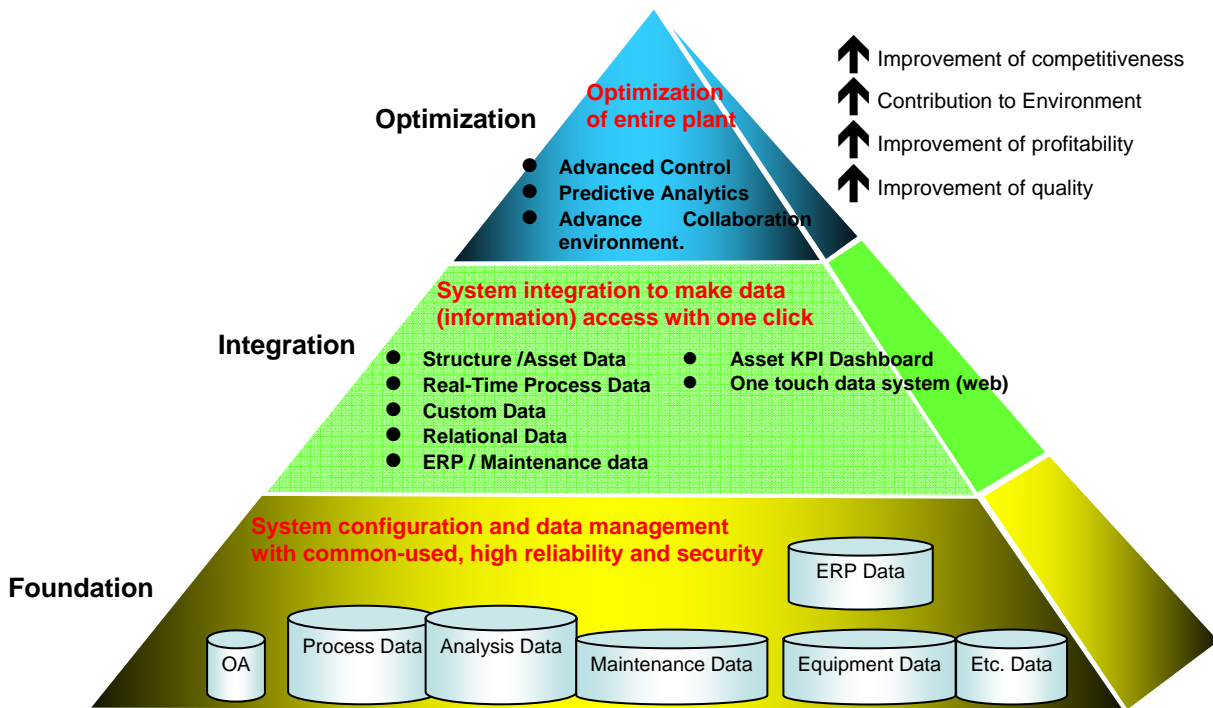 Improvement of competitiveness
Contribution to Environment
Improvement of profitability
Improvement of quality
Optimization
Optimization
of entire plant
● Advanced Control
● Predictive Analytics
● Advance Collaboration
environment.
Integration
System integration to make data
(information) access with one click
● Structure /Asset Data
● Real-Time Process Data
● Custom Data
● Relational Data
● ERP / Maintenance data
● Asset KPI Dashboard
● One touch data system (web)
Foundation
System configuration and data management
with common-used, high reliability and security
ERP Data
OA
Process Data
Analysis Data
Maintenance Data
Equipment Data
Etc. Data